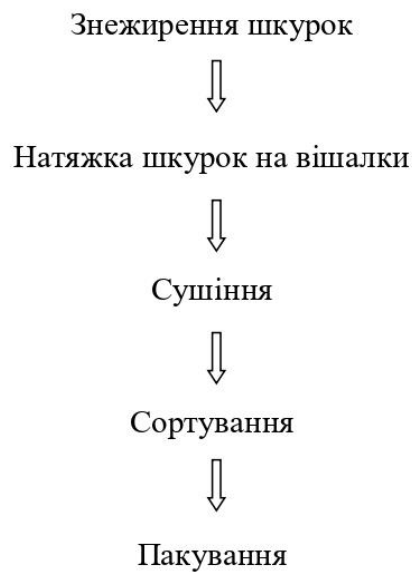 Знежирення шкурок
Натяжка шкурок на вішалки
Сушіння
Сортування
Пакування